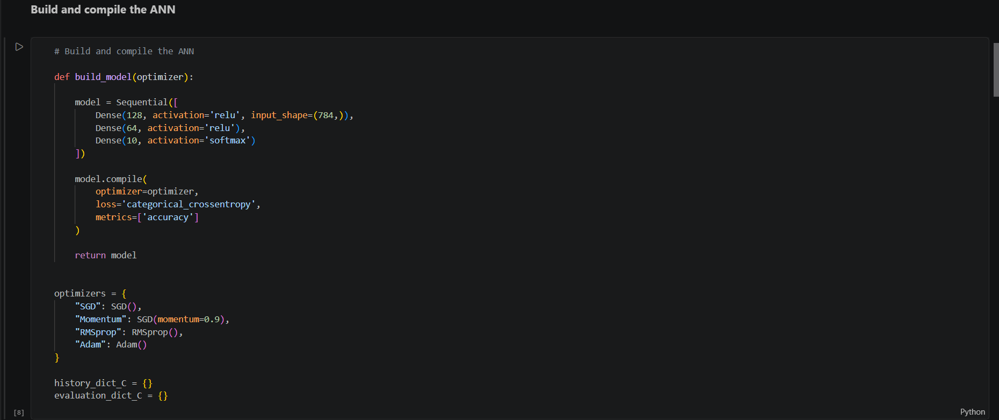 Build and compile the ANN
# Build and compile the ANN
def build_model(optimizer):
model = Sequential([
Dense(128, activation='relu', input_shape=(784,)),
Dense(64, activation='relu'),
Dense(10, activation='softmax')
])
model.compile(
optimizer=optimizer,
loss='categorical_crossentropy',
metrics=['accuracy']
)
return model
optimizers = {
"SGD": SGD(),
"Momentum": SGD(momentum=0.9),
"RMSprop": RMSprop(),
"Adam": Adam()
}
history_dict_C = {}
evaluation_dict_C = {}
[8]
Python